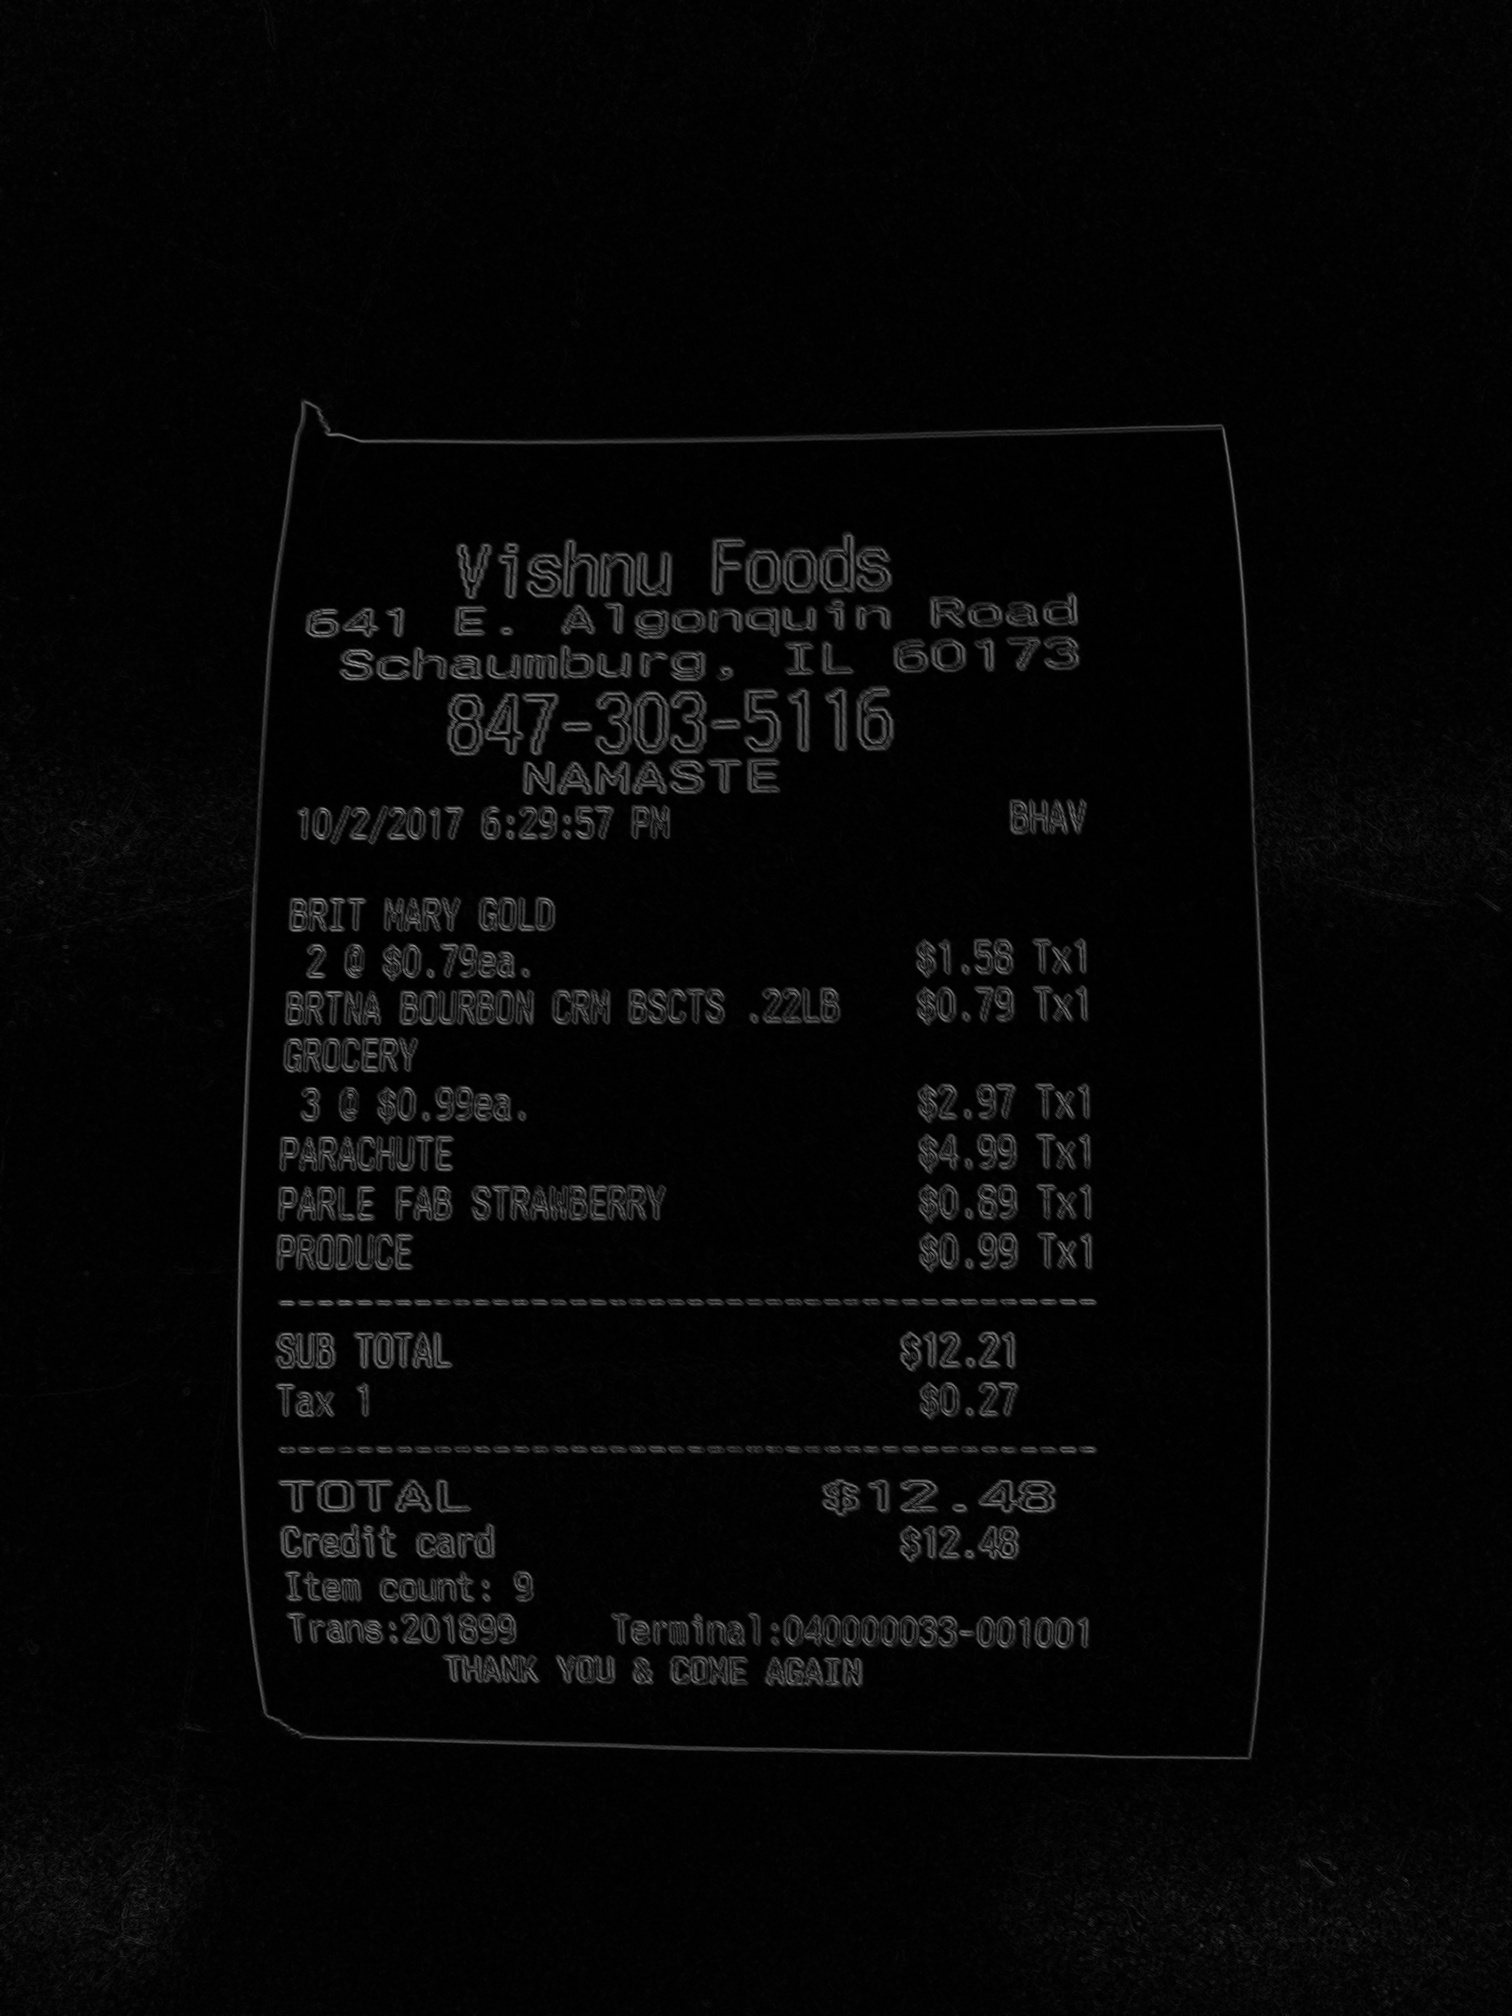 Vishnu Foods
641 E. Algonquin Road
Schaumburg, IL 60173
847-303-5116
NAMASTE
10/2/2017 6:29:57 PM BHAV
BRIT MARY GOLD
2 @ $0.79ea. $1.58 Tx1
BRTNA BOURBON CRM BSCTS .22LB $0.79 Tx1
GROCERY
3 @ $0.99ea. $2.97 Tx1
PARACHUTE $4.99 Tx1
PARLE FAB STRAWBERRY $0.89 Tx1
PRODUCE $0.99 Tx1
------------------------------------------
SUB TOTAL $12.21
Tax 1 $0.27
------------------------------------------
TOTAL $12.48
Credit card $12.48
Item count: 9
Trans:201899 Terminal:040000033-001001
THANK YOU & COME AGAIN